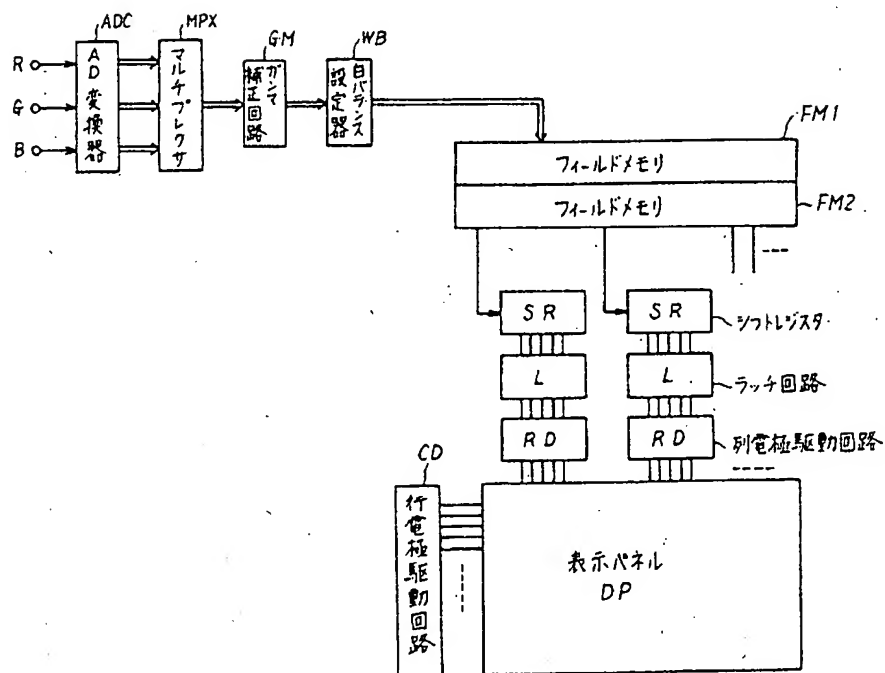 ADC
MPX
GM
WB
R
G
B
AD変換器
マルチプレクサ
ガンマ補正回路
白バランス設定器
FM1
フィールドメモリ
フィールドメモリ
FM2
SR
SR
シフトレジスタ
L
L
ラッチ回路
RD
RD
列電極駆動回路
CD
行電極駆動回路
表示パネル
DP